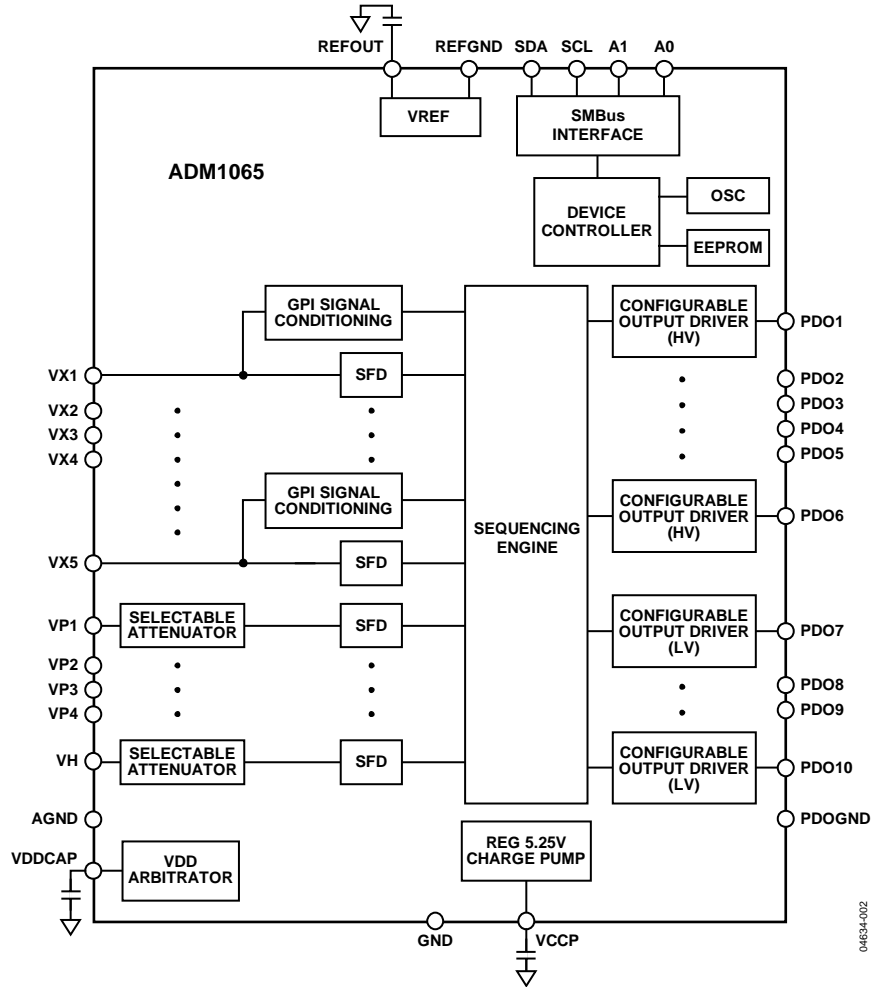 REFOUT REFGND SDA SCL A1 A0
VREF
SMBus
INTERFACE
ADM1065
DEVICE
CONTROLLER
OSC
EEPROM
GPI SIGNAL
CONDITIONING
CONFIGURABLE
OUTPUT DRIVER
(HV)
PDO1
VX1
SFD
PDO2
VX2
PDO3
VX3
PDO4
VX4
PDO5
GPI SIGNAL
CONDITIONING
SEQUENCING
ENGINE
CONFIGURABLE
OUTPUT DRIVER
(HV)
PDO6
VX5
SFD
VP1
SELECTABLE
ATTENUATOR
SFD
CONFIGURABLE
OUTPUT DRIVER
(LV)
PDO7
VP2
VP3
PDO8
VP4
PDO9
VH
SELECTABLE
ATTENUATOR
SFD
CONFIGURABLE
OUTPUT DRIVER
(LV)
PDO10
AGND
PDOGND
VDDCAP
VDD
ARBITRATOR
REG 5.25V
CHARGE PUMP
GND
VCCP
04634-002